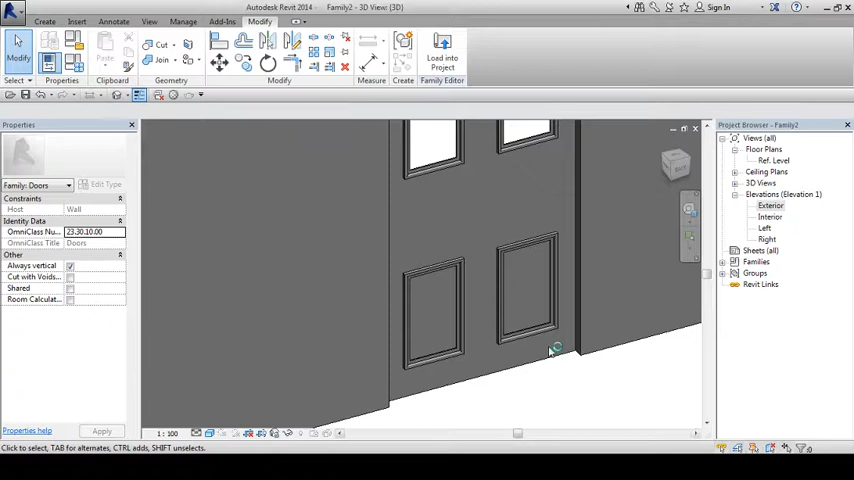 Autodesk Revit 2014 - Family2 - 3D View (3D)
Sign In
Create Insert Annotate View Manage Add-Ins Modify
Modify
Paste
Cut
Join
Load into
Project
Select
Properties
Clipboard
Geometry
Modify
Measure
Create
Family Editor
Properties
Family: Doors
Edit Type
Constraints
Host Wall
Identity Data
OmniClass Nu... 23.30.10.00
OmniClass Title Doors
Other
Always vertical
Cut with Voids...
Shared
Room Calculat...
Properties help
Apply
Project Browser - Family2
Views (all)
Floor Plans
Ref. Level
Ceiling Plans
3D Views
Elevations (Elevation 1)
Exterior
Interior
Left
Right
Sheets (all)
Families
Groups
Revit Links
1 : 100
Click to select, TAB for alternates, CTRL adds, SHIFT unselects.
:0